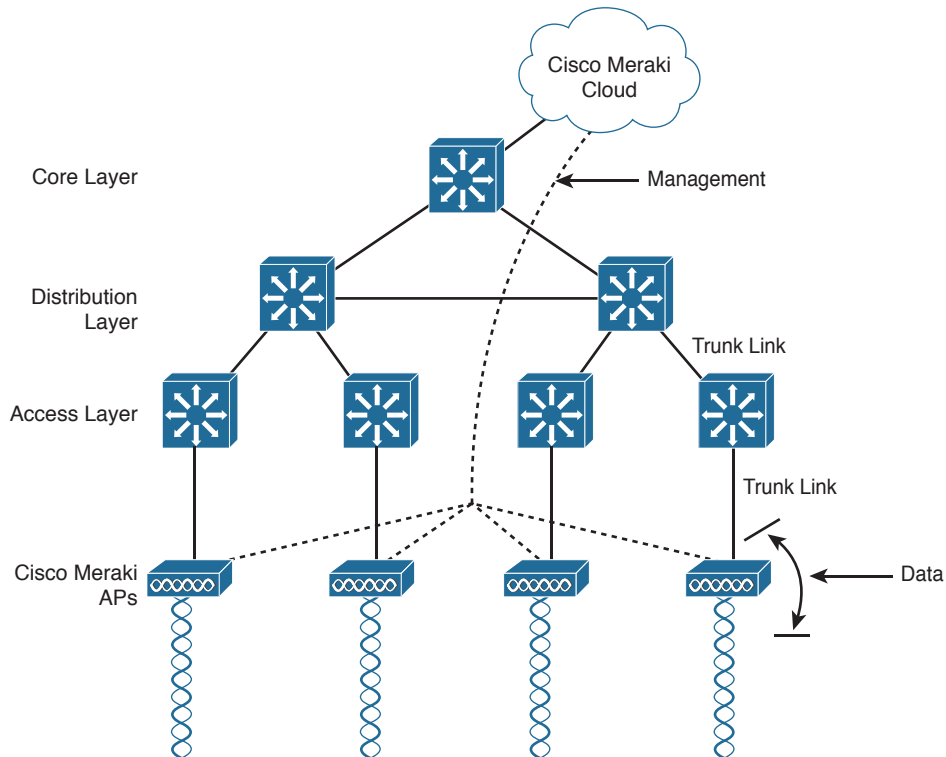 Cisco Meraki
Cloud
Core Layer
Management
Distribution
Layer
Trunk Link
Access Layer
Trunk Link
Cisco Meraki
APs
Data